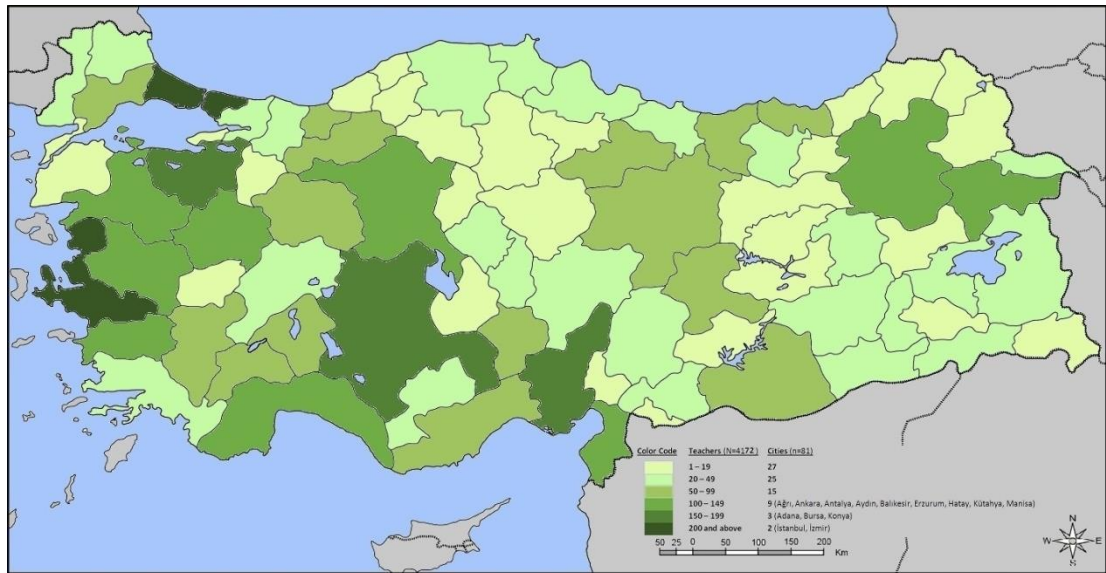 Color Code Teachers (N=4172) Cities (n=81)
1 – 19 27
20 – 49 25
50 – 99 15
100 – 149 9 (Ağrı, Ankara, Antalya, Aydın, Balıkesir, Erzurum, Hatay, Kütahya, Manisa)
150 – 199 3 (Adana, Bursa, Konya)
200 and above 2 (İstanbul, İzmir)
50 25 0 50 100 150 200
Km
N
W E
S